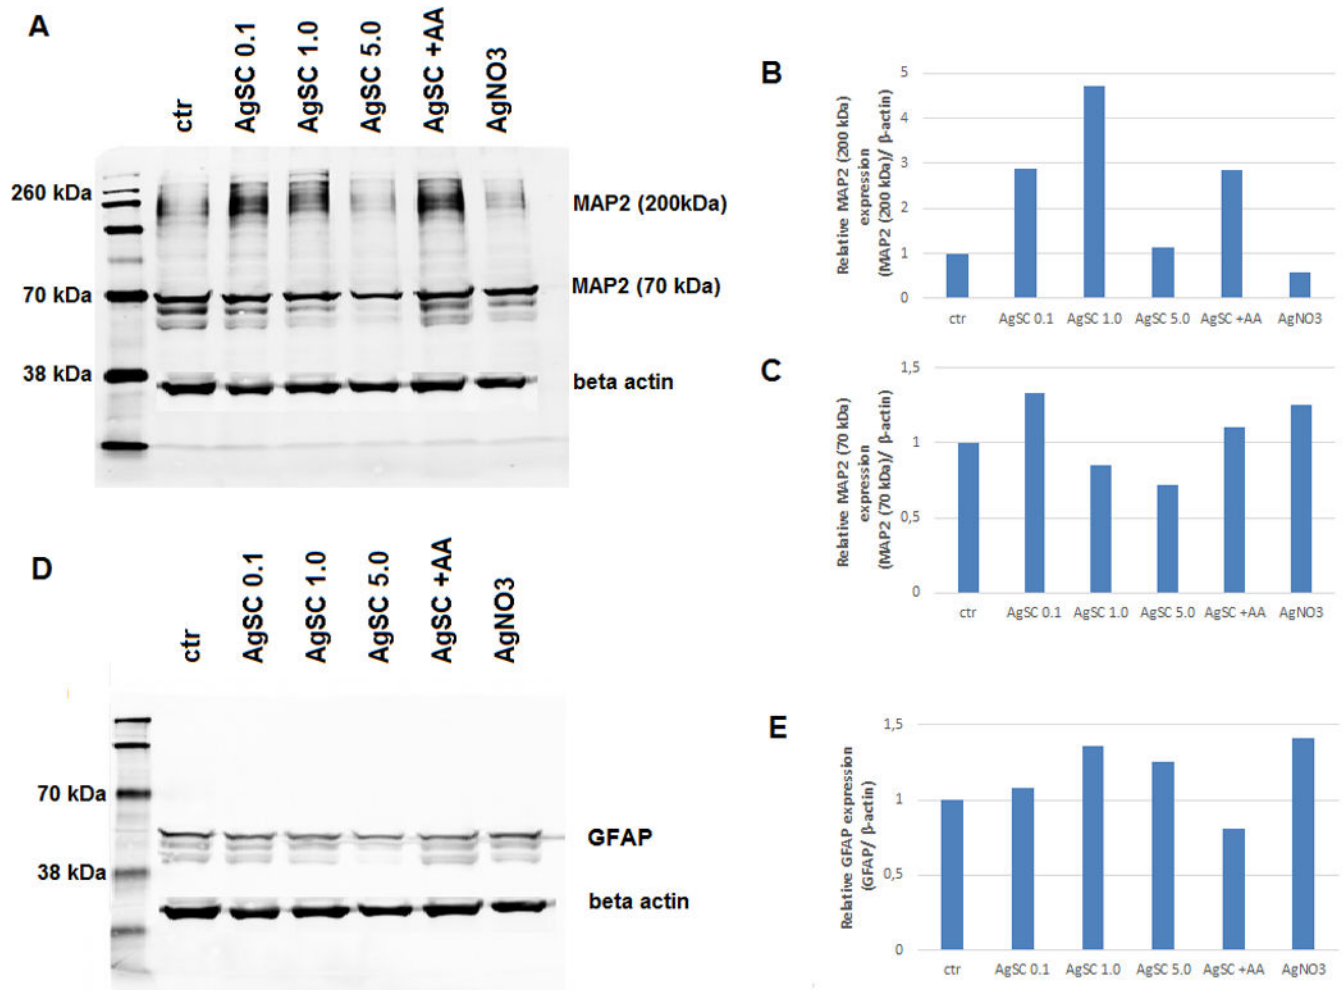 A
ctr
AgSC 0.1
AgSC 1.0
AgSC 5.0
AgSC +AA
AgNO3
260 kDa
70 kDa
38 kDa
MAP2 (200kDa)
MAP2 (70 kDa)
beta actin
B
Relative MAP2 (200 kDa)
expression
(MAP2 (200 kDa)/ β-actin)
5
4
3
2
1
0
ctr AgSC 0.1 AgSC 1.0 AgSC 5.0 AgSC +AA AgNO3
C
Relative MAP2 (70 kDa)
expression
(MAP2 (70 kDa)/ β-actin)
1,5
1
0,5
0
ctr AgSC 0.1 AgSC 1.0 AgSC 5.0 AgSC +AA AgNO3
D
ctr
AgSC 0.1
AgSC 1.0
AgSC 5.0
AgSC +AA
AgNO3
70 kDa
38 kDa
GFAP
beta actin
E
Relative GFAP expression
(GFAP/ β-actin)
1,5
1
0,5
0
ctr AgSC 0.1 AgSC 1.0 AgSC 5.0 AgSC +AA AgNO3